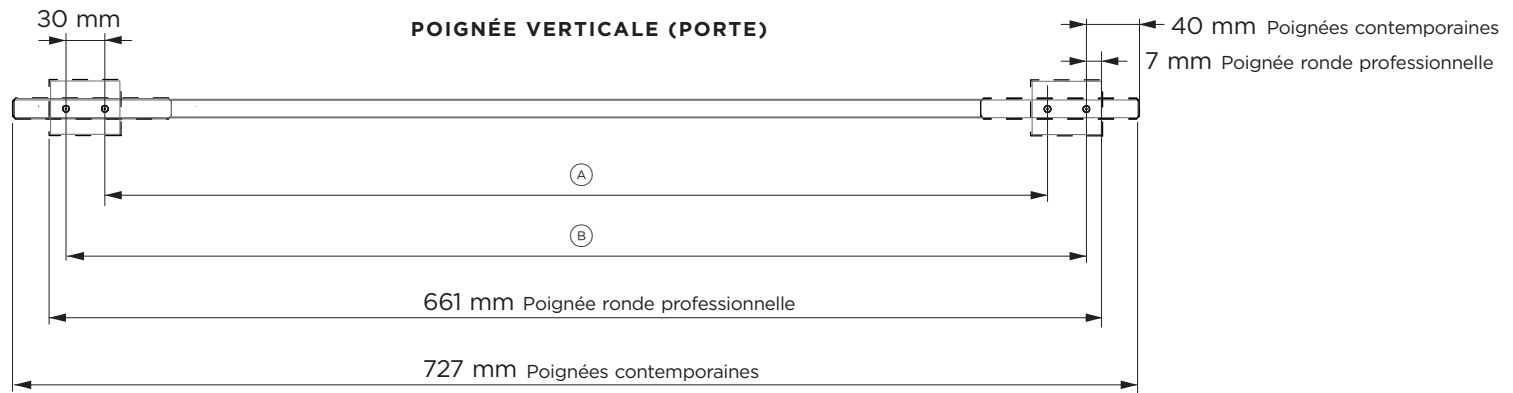 30 mm
POIGNÉE VERTICALE (PORTE)
40 mm Poignées contemporaines
7 mm Poignée ronde professionnelle
A
B
661 mm Poignée ronde professionnelle
727 mm Poignées contemporaines